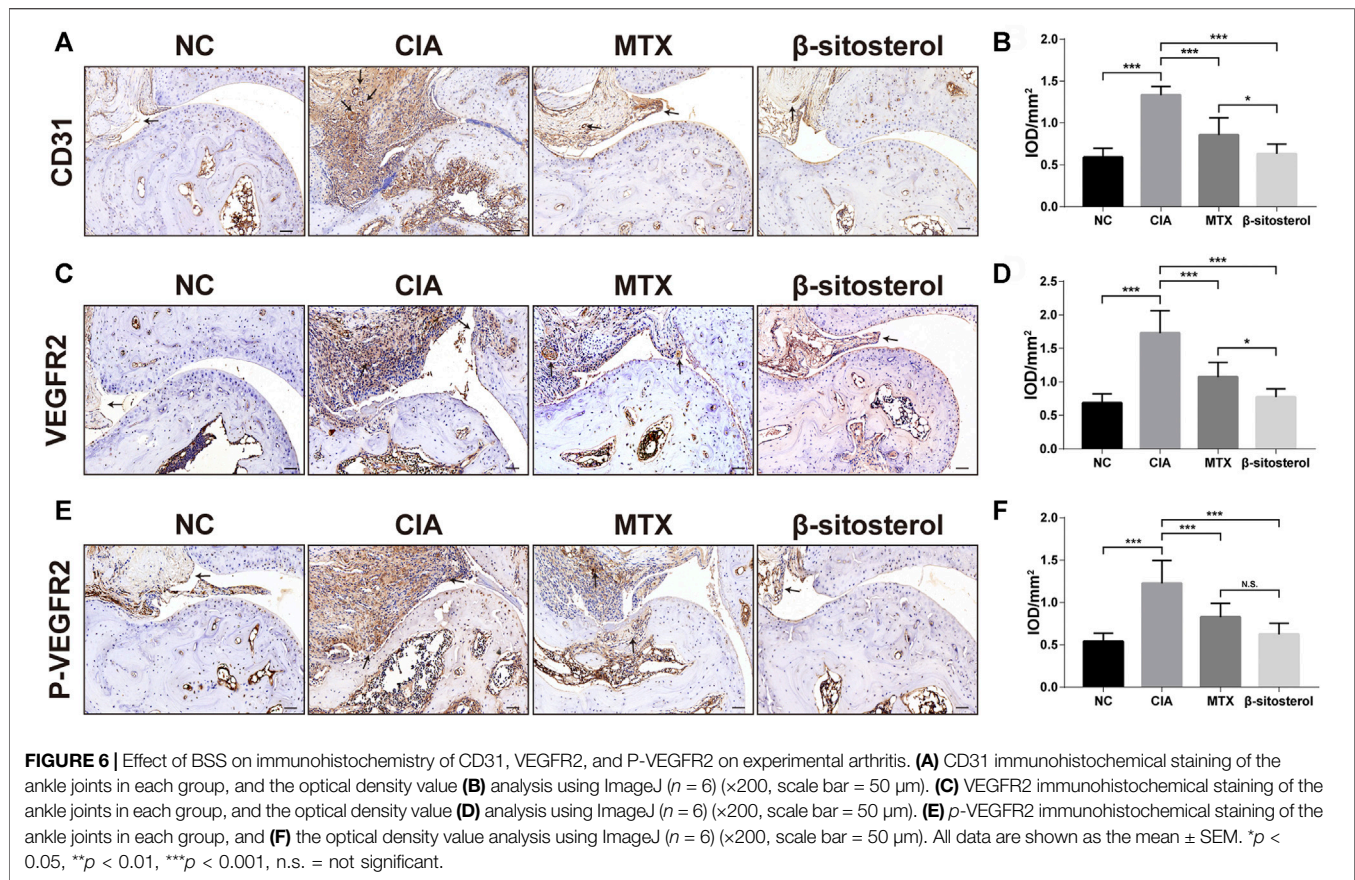 A
NC
CIA
MTX
β-sitosterol
CD31
B
2.0
1.5
1.0
0.5
0.0
IOD/mm²
***
***
***
*
NC
CIA
MTX
β-sitosterol
C
NC
CIA
MTX
β-sitosterol
VEGFR2
D
2.5
2.0
1.5
1.0
0.5
0.0
IOD/mm²
***
***
***
*
NC
CIA
MTX
β-sitosterol
E
NC
CIA
MTX
β-sitosterol
P-VEGFR2
F
2.0
1.5
1.0
0.5
0.0
IOD/mm²
***
***
***
N.S.
NC
CIA
MTX
β-sitosterol
FIGURE 6 | Effect of BSS on immunohistochemistry of CD31, VEGFR2, and P-VEGFR2 on experimental arthritis. (A) CD31 immunohistochemical staining of the
ankle joints in each group, and the optical density value (B) analysis using ImageJ (n = 6) (×200, scale bar = 50 μm). (C) VEGFR2 immunohistochemical staining of the
ankle joints in each group, and the optical density value (D) analysis using ImageJ (n = 6) (×200, scale bar = 50 μm). (E) p-VEGFR2 immunohistochemical staining of the
ankle joints in each group, and (F) the optical density value analysis using ImageJ (n = 6) (×200, scale bar = 50 μm). All data are shown as the mean ± SEM. *p <
0.05, **p < 0.01, ***p < 0.001, n.s. = not significant.